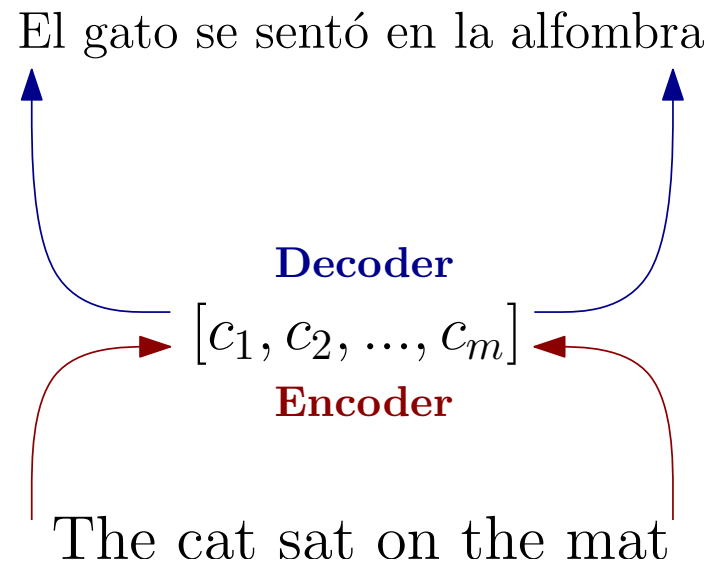 El gato se sentó en la alfombra
Decoder
[c₁, c₂, ..., cₘ]
Encoder
The cat sat on the mat